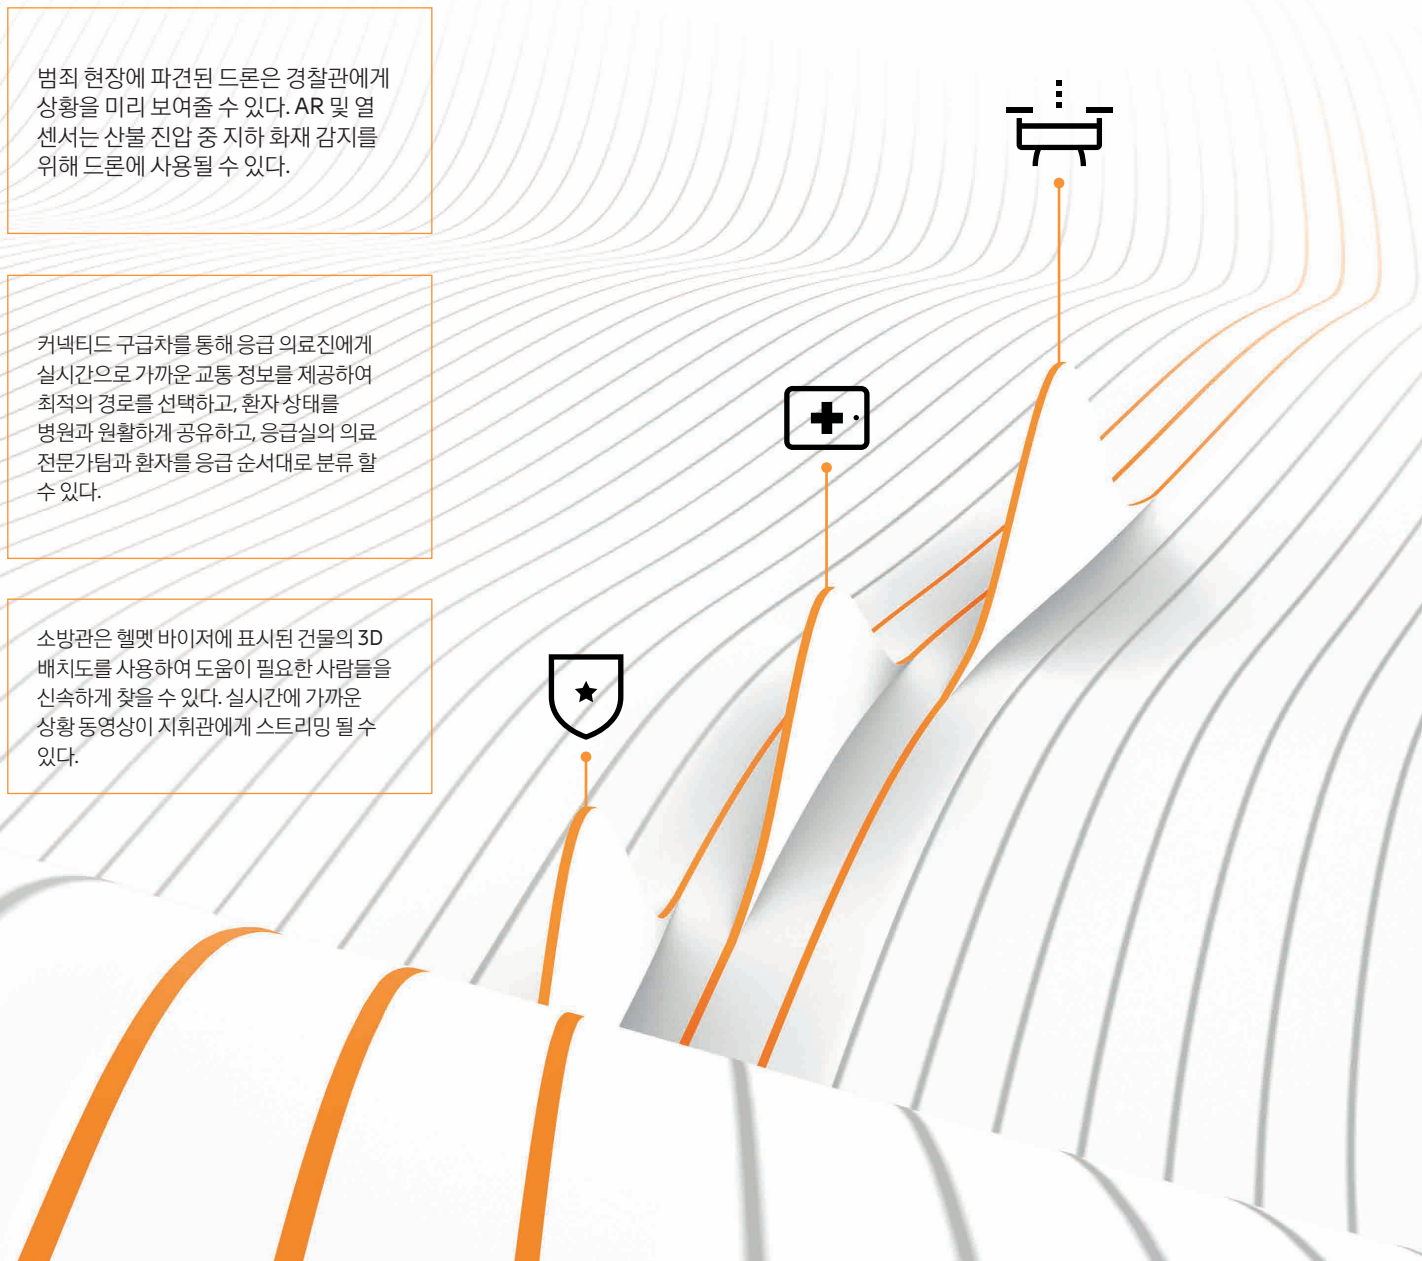 범죄 현장에 파견된 드론은 경찰관에게
상황을 미리 보여줄 수 있다. AR 및 열
센서는 산불 진압 중 지하 화재 감지를
위해 드론에 사용될 수 있다.
커넥티드 구급차를 통해 응급 의료진에게
실시간으로 가까운 교통 정보를 제공하여
최적의 경로를 선택하고, 환자 상태를
병원과 원활하게 공유하고, 응급실의 의료
전문가팀과 환자를 응급 순서대로 분류 할
수 있다.
소방관은 헬멧 바이저에 표시된 건물의 3D
배치도를 사용하여 도움이 필요한 사람들을
신속하게 찾을 수 있다. 실시간에 가까운
상황 동영상이 지휘관에게 스트리밍 될 수
있다.